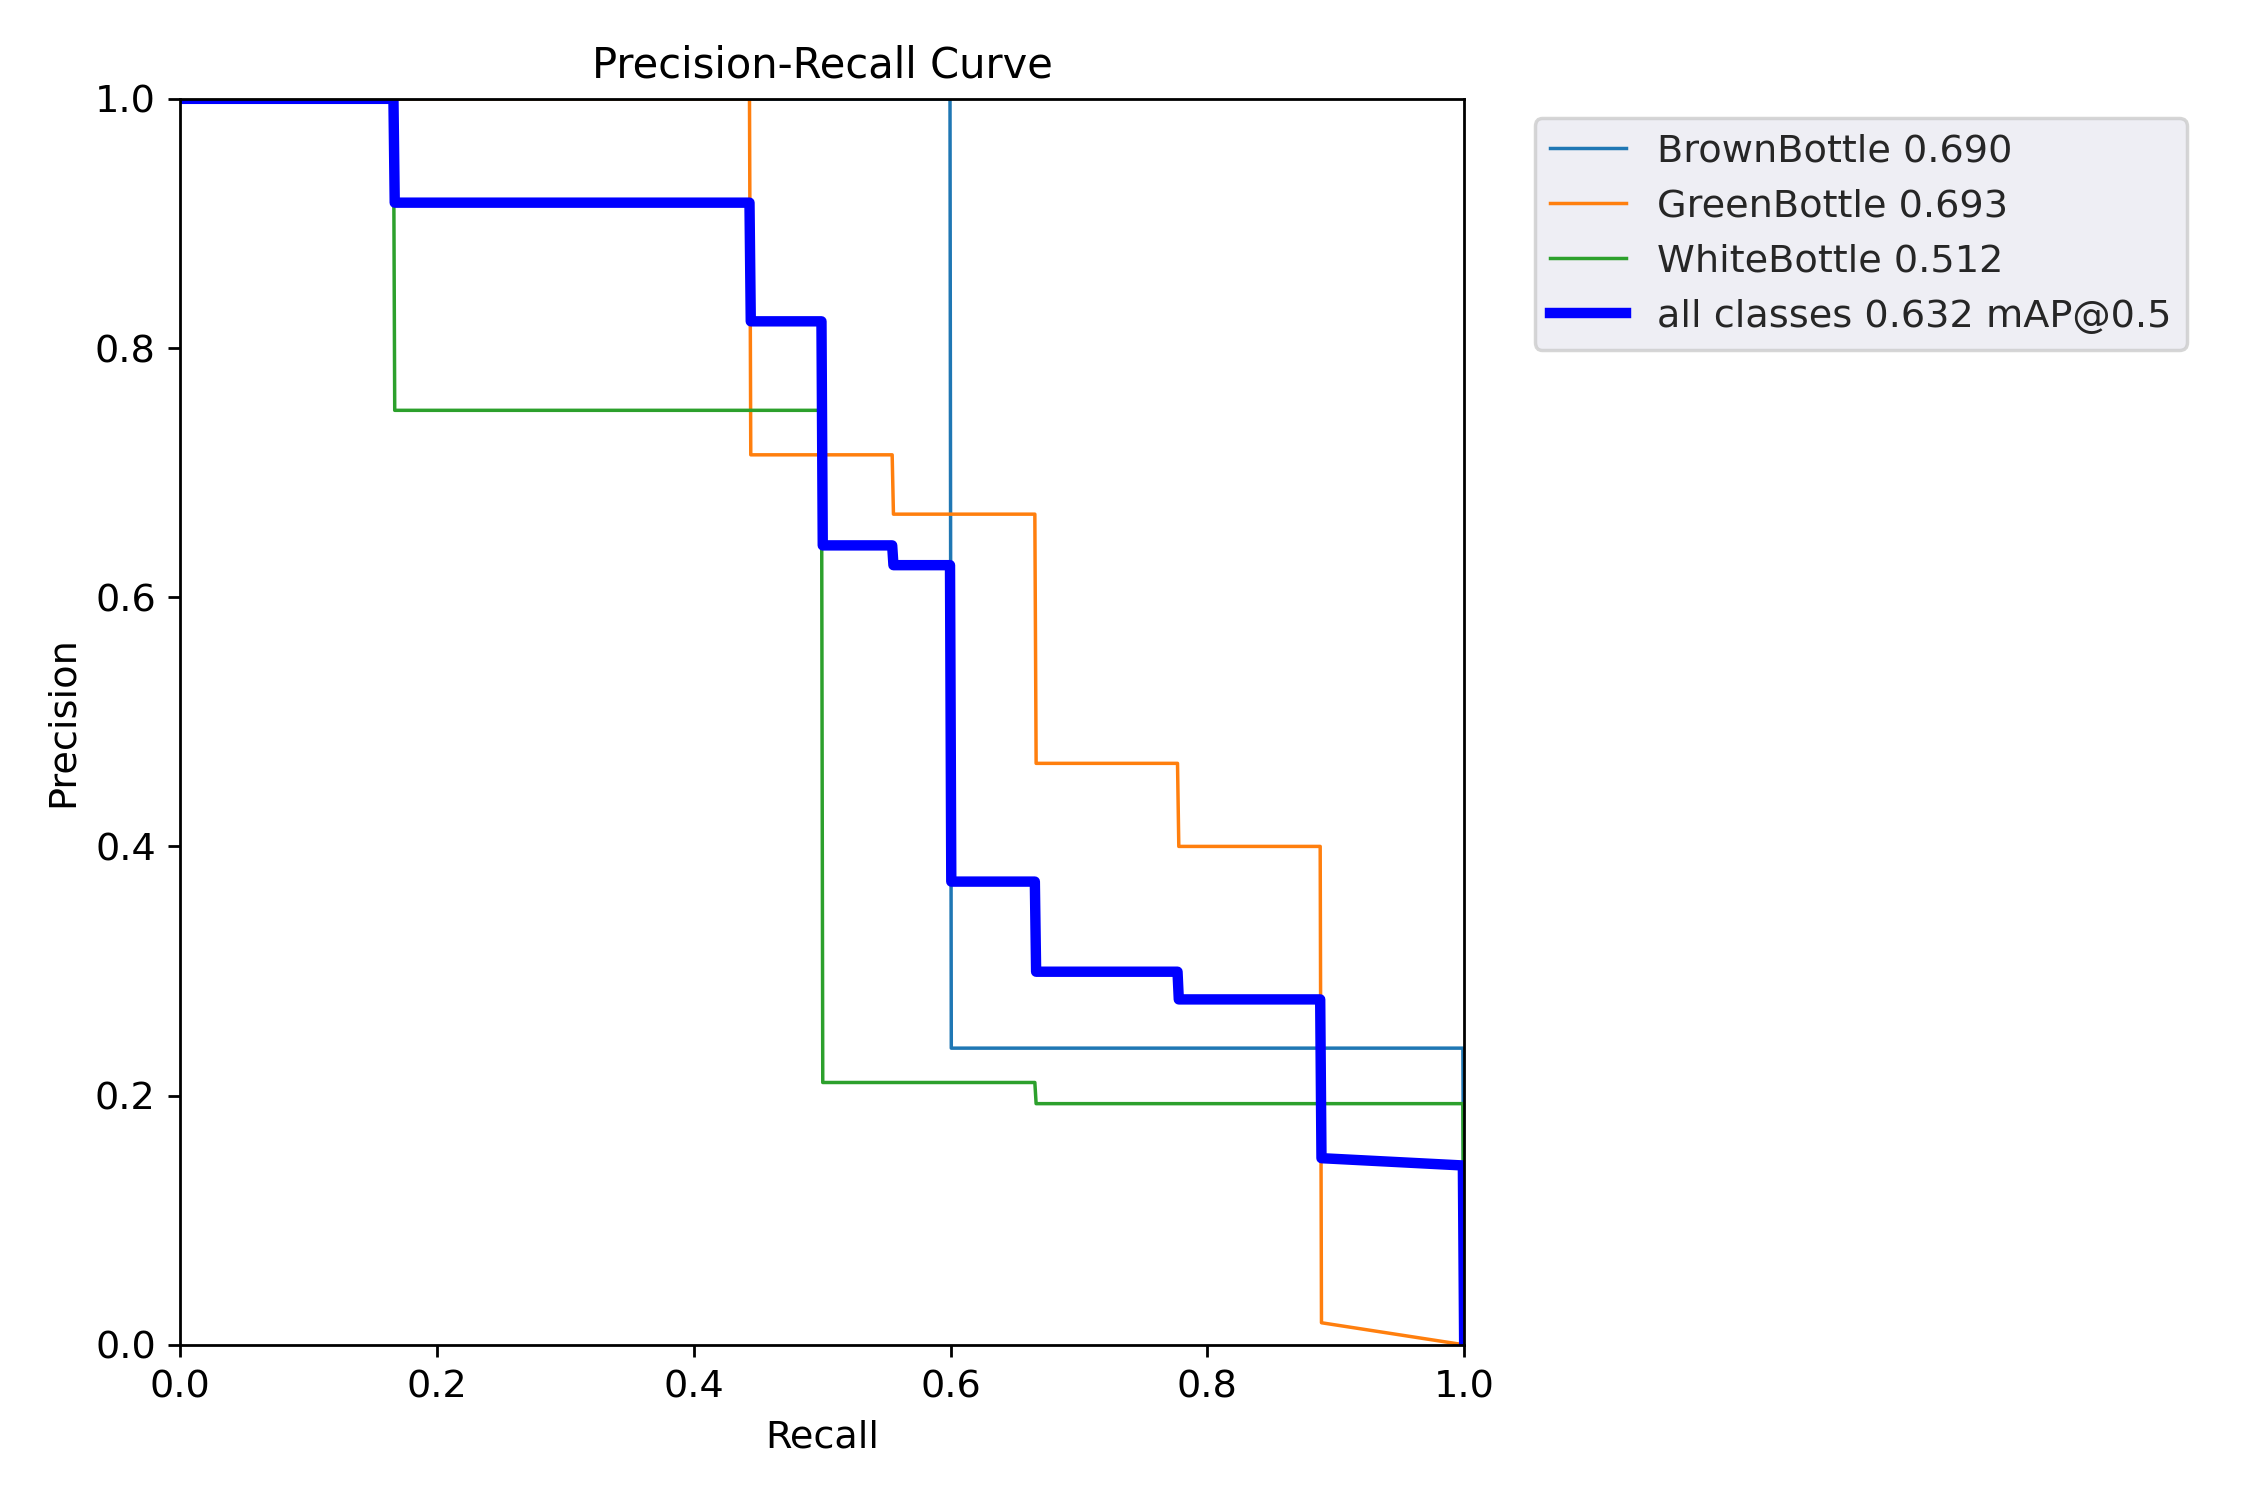 Precision-Recall Curve
1.0
0.8
0.6
0.4
0.2
0.0
Precision
0.0 0.2 0.4 0.6 0.8 1.0
Recall
BrownBottle 0.690
GreenBottle 0.693
WhiteBottle 0.512
all classes 0.632 mAP@0.5